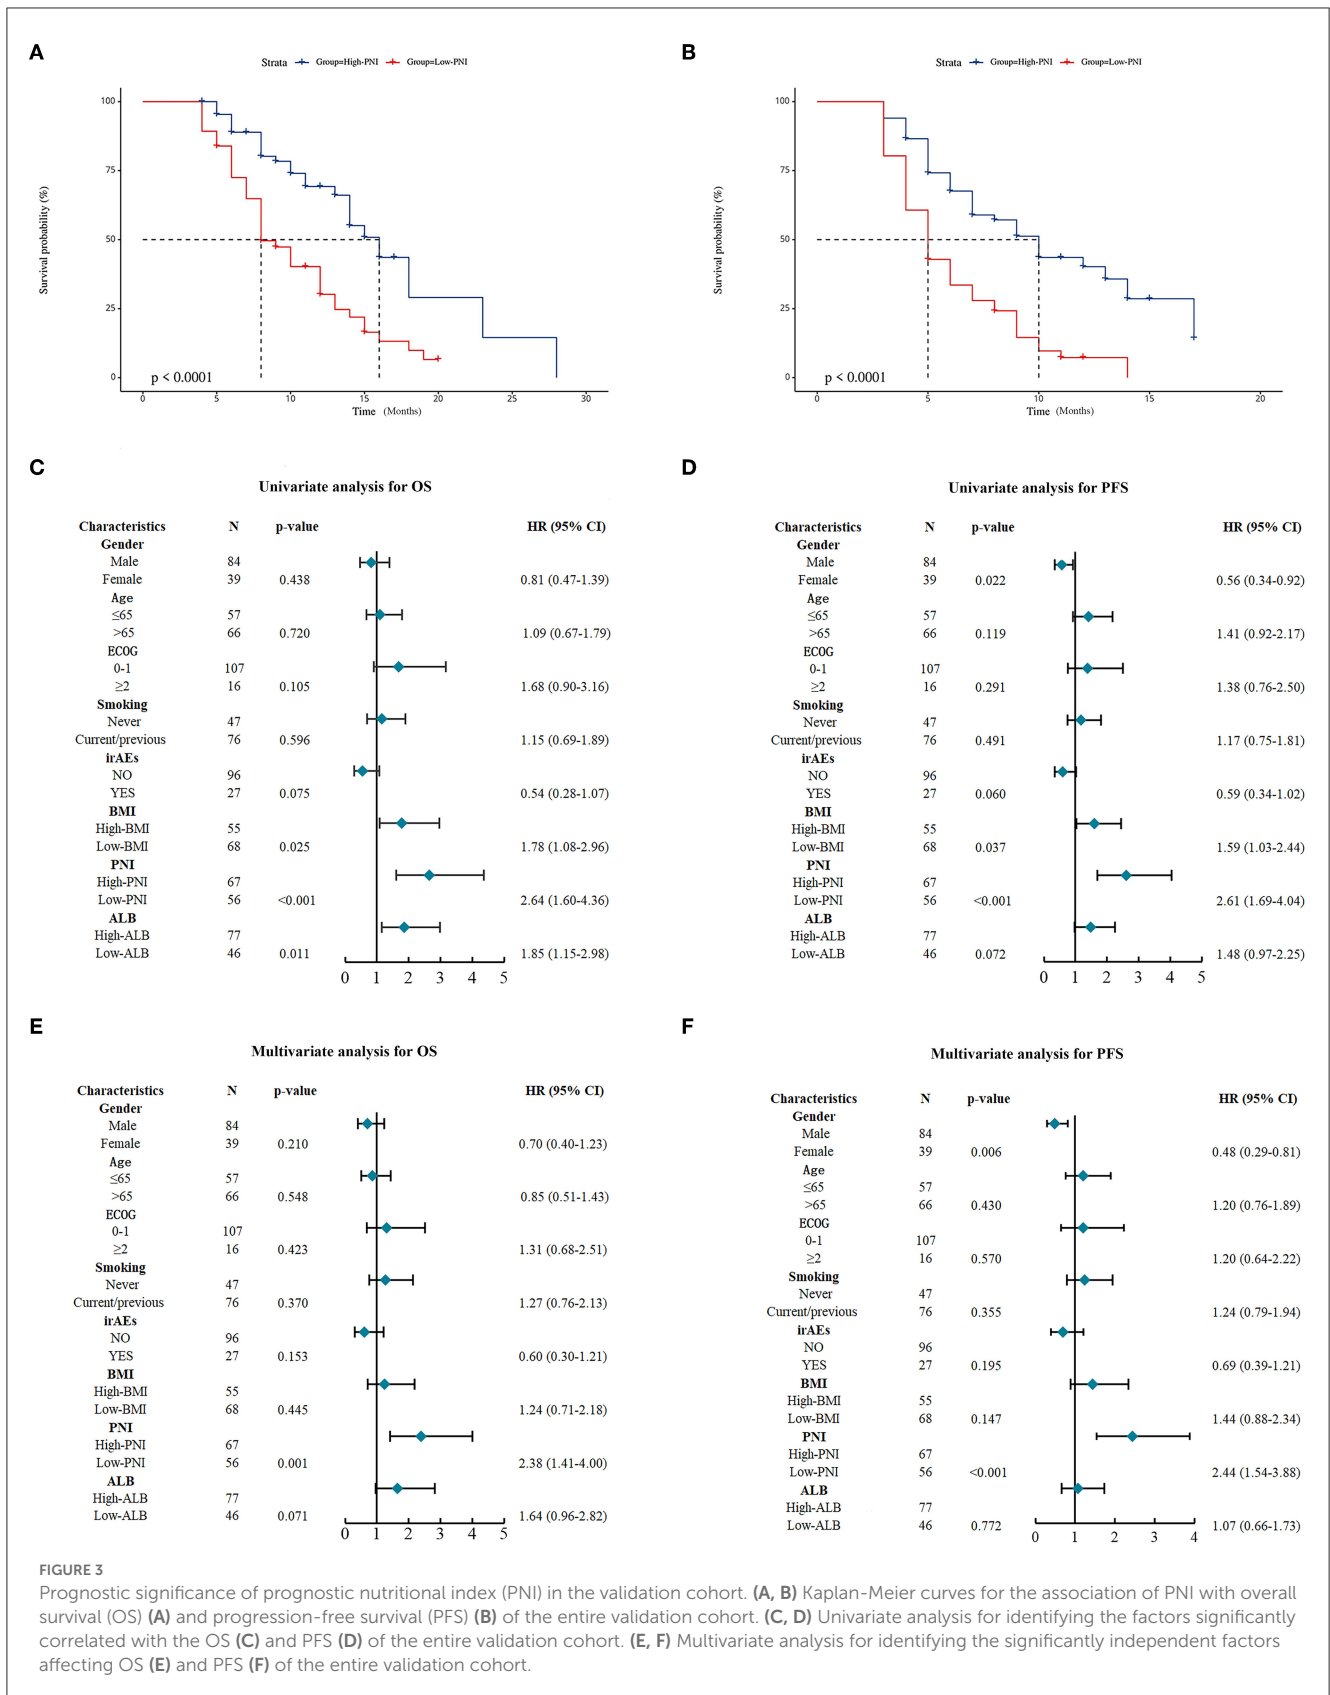 A
Strata Group=High-PNI Group=Low-PNI
Survival probability (%)
100
75
50
25
0
p < 0.0001
0 5 10 15 20 25 30
Time (Months)
B
Strata Group=High-PNI Group=Low-PNI
Survival probability (%)
100
75
50
25
0
p < 0.0001
0 5 10 15 20
Time (Months)
C
Univariate analysis for OS
Characteristics N p-value HR (95% CI)
Gender
Male 84
Female 39 0.438 0.81 (0.47-1.39)
Age
≤65 57
>65 66 0.720 1.09 (0.67-1.79)
ECOG
0-1 107
≥2 16 0.105 1.68 (0.90-3.16)
Smoking
Never 47
Current/previous 76 0.596 1.15 (0.69-1.89)
irAEs
NO 96
YES 27 0.075 0.54 (0.28-1.07)
BMI
High-BMI 55
Low-BMI 68 0.025 1.78 (1.08-2.96)
PNI
High-PNI 67
Low-PNI 56 <0.001 2.64 (1.60-4.36)
ALB
High-ALB 77
Low-ALB 46 0.011 1.85 (1.15-2.98)
0 1 2 3 4 5
D
Univariate analysis for PFS
Characteristics N p-value HR (95% CI)
Gender
Male 84
Female 39 0.022 0.56 (0.34-0.92)
Age
≤65 57
>65 66 0.119 1.41 (0.92-2.17)
ECOG
0-1 107
≥2 16 0.291 1.38 (0.76-2.50)
Smoking
Never 47
Current/previous 76 0.491 1.17 (0.75-1.81)
irAEs
NO 96
YES 27 0.060 0.59 (0.34-1.02)
BMI
High-BMI 55
Low-BMI 68 0.037 1.59 (1.03-2.44)
PNI
High-PNI 67
Low-PNI 56 <0.001 2.61 (1.69-4.04)
ALB
High-ALB 77
Low-ALB 46 0.072 1.48 (0.97-2.25)
0 1 2 3 4 5
E
Multivariate analysis for OS
Characteristics N p-value HR (95% CI)
Gender
Male 84
Female 39 0.210 0.70 (0.40-1.23)
Age
≤65 57
>65 66 0.548 0.85 (0.51-1.43)
ECOG
0-1 107
≥2 16 0.423 1.31 (0.68-2.51)
Smoking
Never 47
Current/previous 76 0.370 1.27 (0.76-2.13)
irAEs
NO 96
YES 27 0.153 0.60 (0.30-1.21)
BMI
High-BMI 55
Low-BMI 68 0.445 1.24 (0.71-2.18)
PNI
High-PNI 67
Low-PNI 56 0.001 2.38 (1.41-4.00)
ALB
High-ALB 77
Low-ALB 46 0.071 1.64 (0.96-2.82)
0 1 2 3 4 5
F
Multivariate analysis for PFS
Characteristics N p-value HR (95% CI)
Gender
Male 84
Female 39 0.006 0.48 (0.29-0.81)
Age
≤65 57
>65 66 0.430 1.20 (0.76-1.89)
ECOG
0-1 107
≥2 16 0.570 1.20 (0.64-2.22)
Smoking
Never 47
Current/previous 76 0.355 1.24 (0.79-1.94)
irAEs
NO 96
YES 27 0.195 0.69 (0.39-1.21)
BMI
High-BMI 55
Low-BMI 68 0.147 1.44 (0.88-2.34)
PNI
High-PNI 67
Low-PNI 56 <0.001 2.44 (1.54-3.88)
ALB
High-ALB 77
Low-ALB 46 0.772 1.07 (0.66-1.73)
0 1 2 3 4
FIGURE 3
Prognostic significance of prognostic nutritional index (PNI) in the validation cohort. (A, B) Kaplan-Meier curves for the association of PNI with overall
survival (OS) (A) and progression-free survival (PFS) (B) of the entire validation cohort. (C, D) Univariate analysis for identifying the factors significantly
correlated with the OS (C) and PFS (D) of the entire validation cohort. (E, F) Multivariate analysis for identifying the significantly independent factors
affecting OS (E) and PFS (F) of the entire validation cohort.